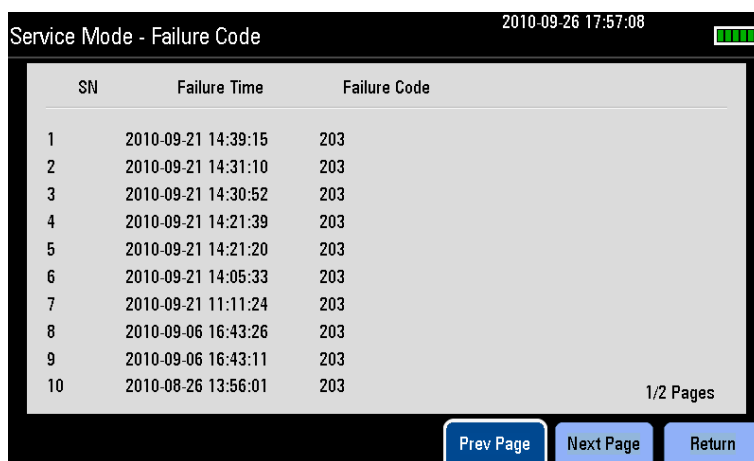 2010-09-26 17:57:08
Service Mode - Failure Code
SN Failure Time Failure Code
1 2010-09-21 14:39:15 203
2 2010-09-21 14:31:10 203
3 2010-09-21 14:30:52 203
4 2010-09-21 14:21:39 203
5 2010-09-21 14:21:20 203
6 2010-09-21 14:05:33 203
7 2010-09-21 11:11:24 203
8 2010-09-06 16:43:26 203
9 2010-09-06 16:43:11 203
10 2010-08-26 13:56:01 203
1/2 Pages
Prev Page Next Page Return